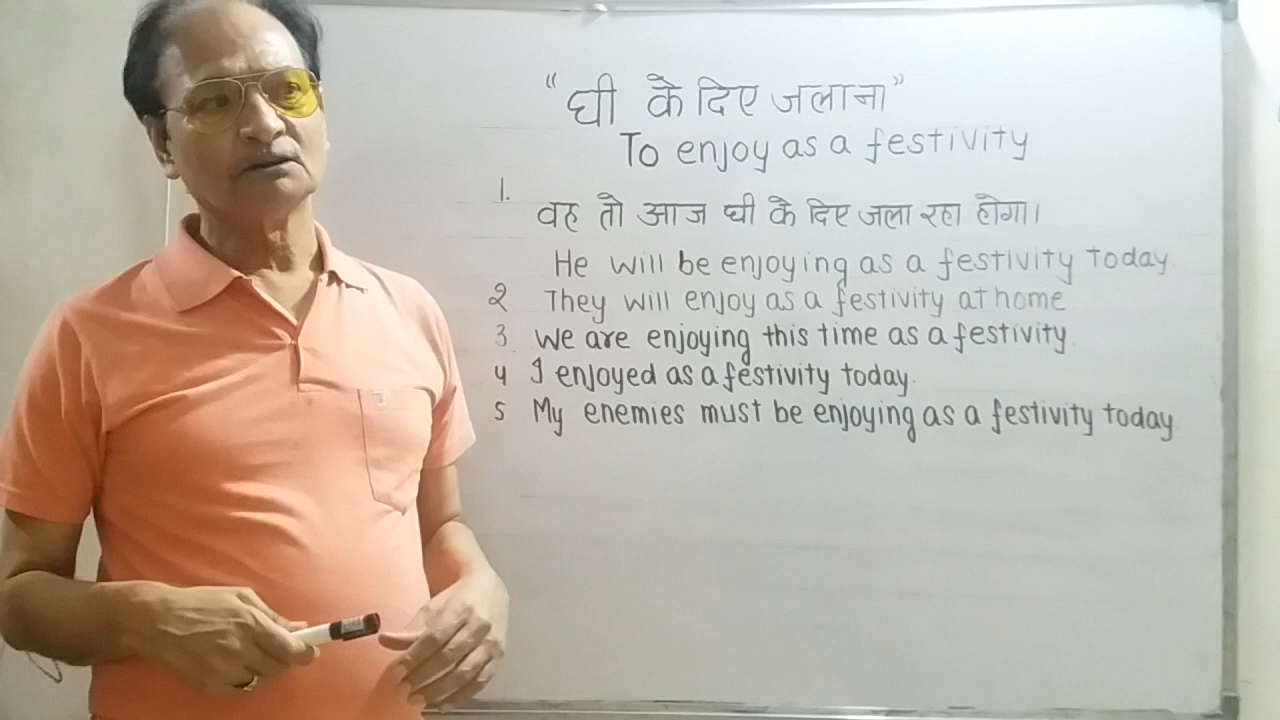 "घी के दिए जलाना"
To enjoy as a festivity
1. वह तो आज घी के दिए जला रहा होगा।
He will be enjoying as a festivity today.
2 They will enjoy as a festivity at home
3 We are enjoying this time as a festivity.
4 I enjoyed as a festivity today.
5 My enemies must be enjoying as a festivity today.